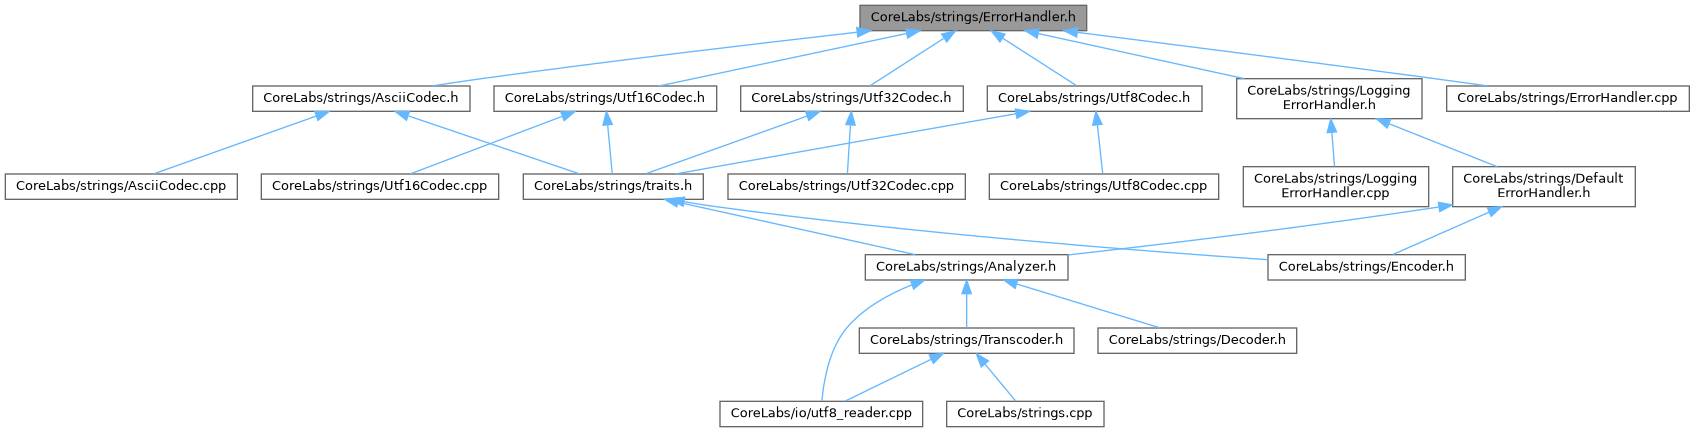 CoreLabs/strings/ErrorHandler.h
CoreLabs/strings/AsciiCodec.h
CoreLabs/strings/Utf16Codec.h
CoreLabs/strings/Utf32Codec.h
CoreLabs/strings/Utf8Codec.h
CoreLabs/strings/Logging
ErrorHandler.h
CoreLabs/strings/ErrorHandler.cpp
CoreLabs/strings/AsciiCodec.cpp
CoreLabs/strings/Utf16Codec.cpp
CoreLabs/strings/traits.h
CoreLabs/strings/Utf32Codec.cpp
CoreLabs/strings/Utf8Codec.cpp
CoreLabs/strings/Logging
ErrorHandler.cpp
CoreLabs/strings/Default
ErrorHandler.h
CoreLabs/strings/Analyzer.h
CoreLabs/strings/Encoder.h
CoreLabs/strings/Transcoder.h
CoreLabs/strings/Decoder.h
CoreLabs/io/utf8_reader.cpp
CoreLabs/strings.cpp